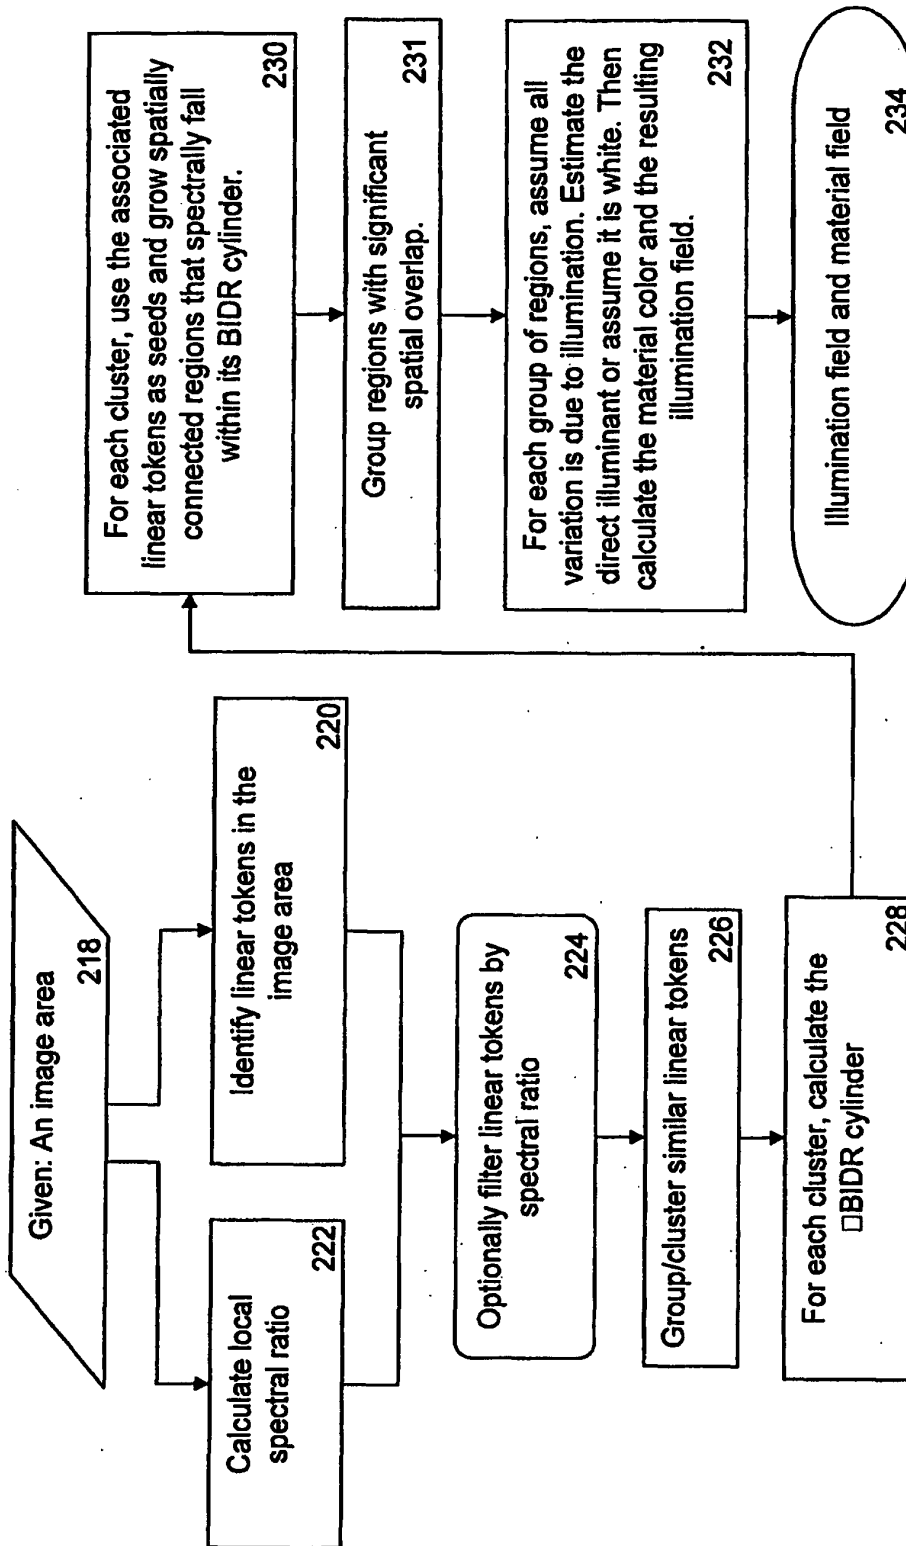 Given: An image area
218
Calculate local
spectral ratio
222
Identify linear tokens in the
image area
220
Optionally filter linear tokens by
spectral ratio
224
Group/cluster similar linear tokens
226
For each cluster, calculate the
□BIDR cylinder
228
For each cluster, use the associated
linear tokens as seeds and grow spatially
connected regions that spectrally fall
within its BIDR cylinder.
230
Group regions with significant
spatial overlap.
231
For each group of regions, assume all
variation is due to illumination. Estimate the
direct illuminant or assume it is white. Then
calculate the material color and the resulting
illumination field.
232
Illumination field and material field
234